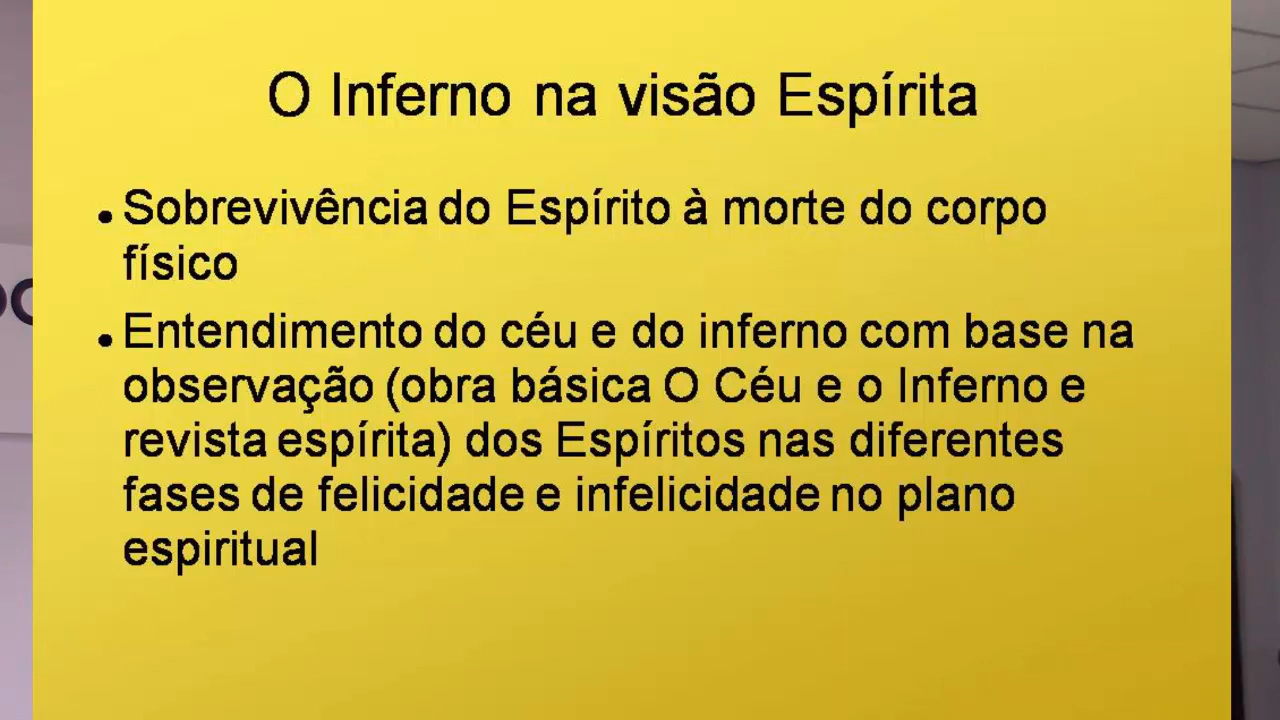 O Inferno na visão Espírita
• Sobrevivência do Espírito à morte do corpo
físico
• Entendimento do céu e do inferno com base na
observação (obra básica O Céu e o Inferno e
revista espírita) dos Espíritos nas diferentes
fases de felicidade e infelicidade no plano
espiritual